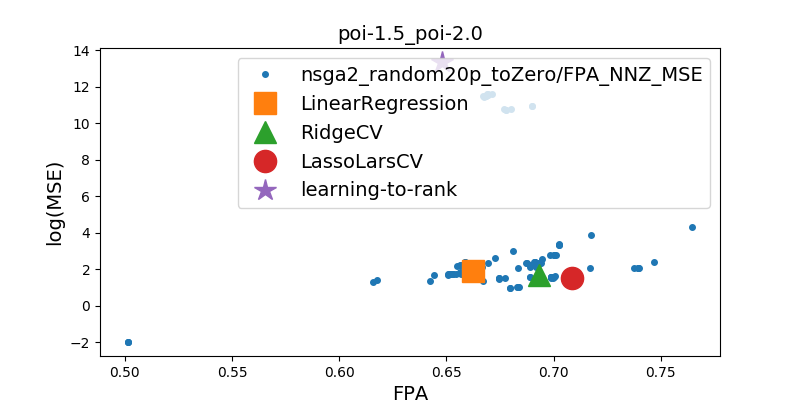 poi-1.5_poi-2.0
14
12
10
8
6
4
2
0
−2
log(MSE)
nsga2_random20p_toZero/FPA_NNZ_MSE
LinearRegression
RidgeCV
LassoLarsCV
learning-to-rank
0.50 0.55 0.60 0.65 0.70 0.75
FPA